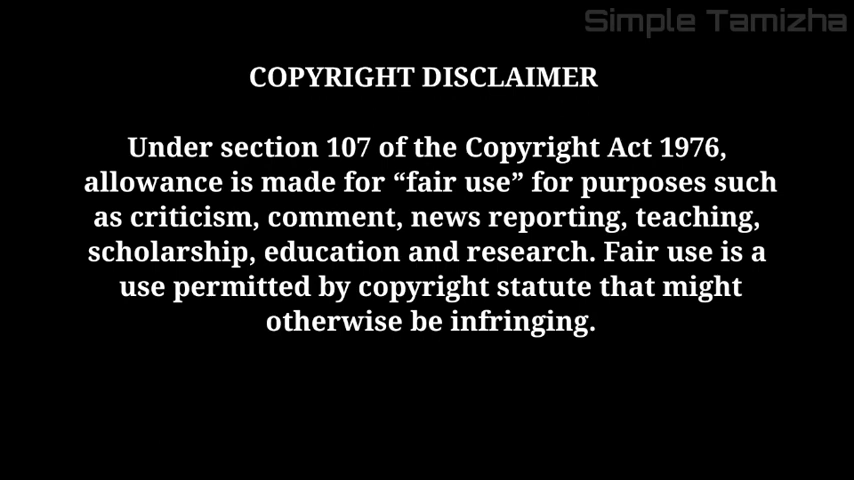 Simple Tamizha
COPYRIGHT DISCLAIMER
Under section 107 of the Copyright Act 1976,
allowance is made for “fair use” for purposes such
as criticism, comment, news reporting, teaching,
scholarship, education and research. Fair use is a
use permitted by copyright statute that might
otherwise be infringing.